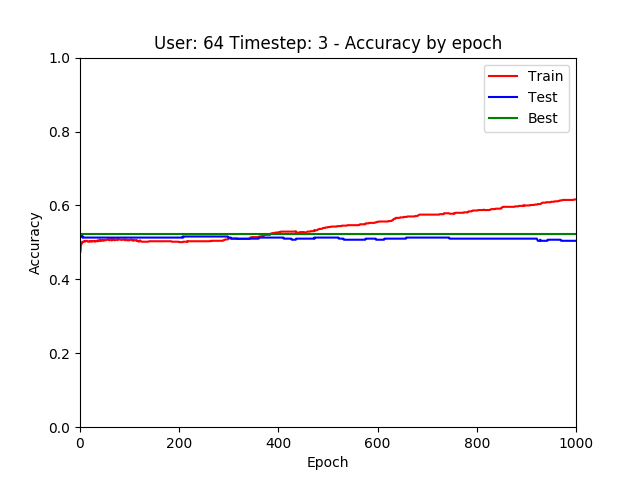 User: 64 Timestep: 3 - Accuracy by epoch
1.0
0.8
0.6
0.4
0.2
0.0
Accuracy
Train
Test
Best
0 200 400 600 800 1000
Epoch